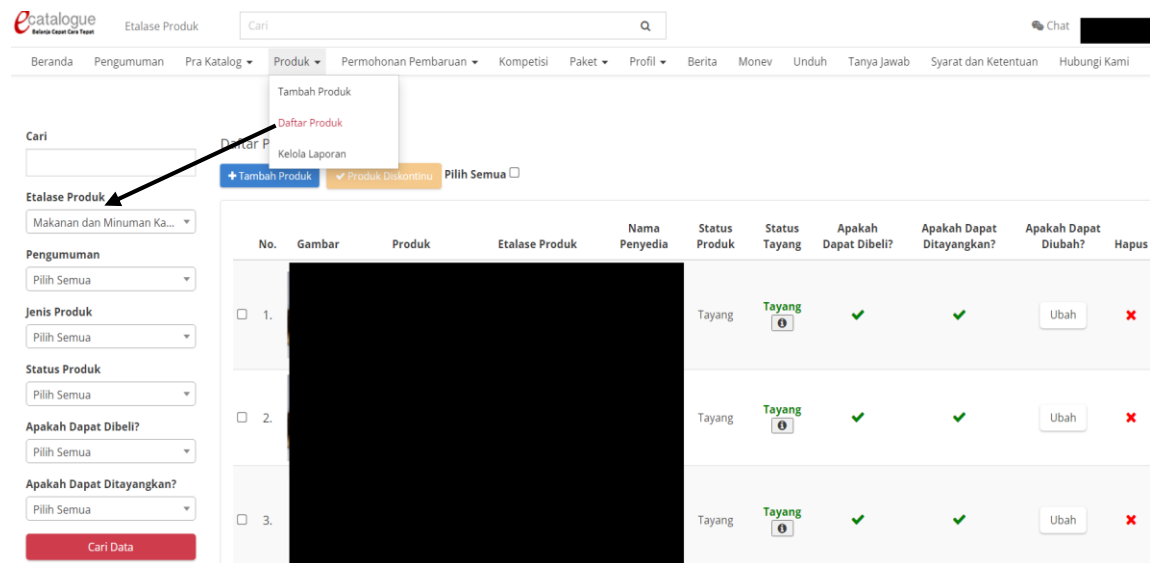 ecatalogue
Belanja Cepat Cara Tepat
Etalase Produk
Cari
Chat
Beranda Pengumuman Pra Katalog Produk Permohonan Pembaruan Kompetisi Paket Profil Berita Monev Unduh Tanya Jawab Syarat dan Ketentuan Hubungi Kami
Tambah Produk
Daftar Produk
Kelola Laporan
Cari
Etalase Produk
Makanan dan Minuman Ka...
Pengumuman
Pilih Semua
Jenis Produk
Pilih Semua
Status Produk
Pilih Semua
Apakah Dapat Dibeli?
Pilih Semua
Apakah Dapat Ditayangkan?
Pilih Semua
Cari Data
Daftar P
+ Tambah Produk Produk Diskontinu Pilih Semua
No. Gambar Produk Etalase Produk Nama Penyedia Status Produk Status Tayang Apakah Dapat Dibeli? Apakah Dapat Ditayangkan? Apakah Dapat Diubah? Hapus
1. Tayang Tayang Ubah
2. Tayang Tayang Ubah
3. Tayang Tayang Ubah